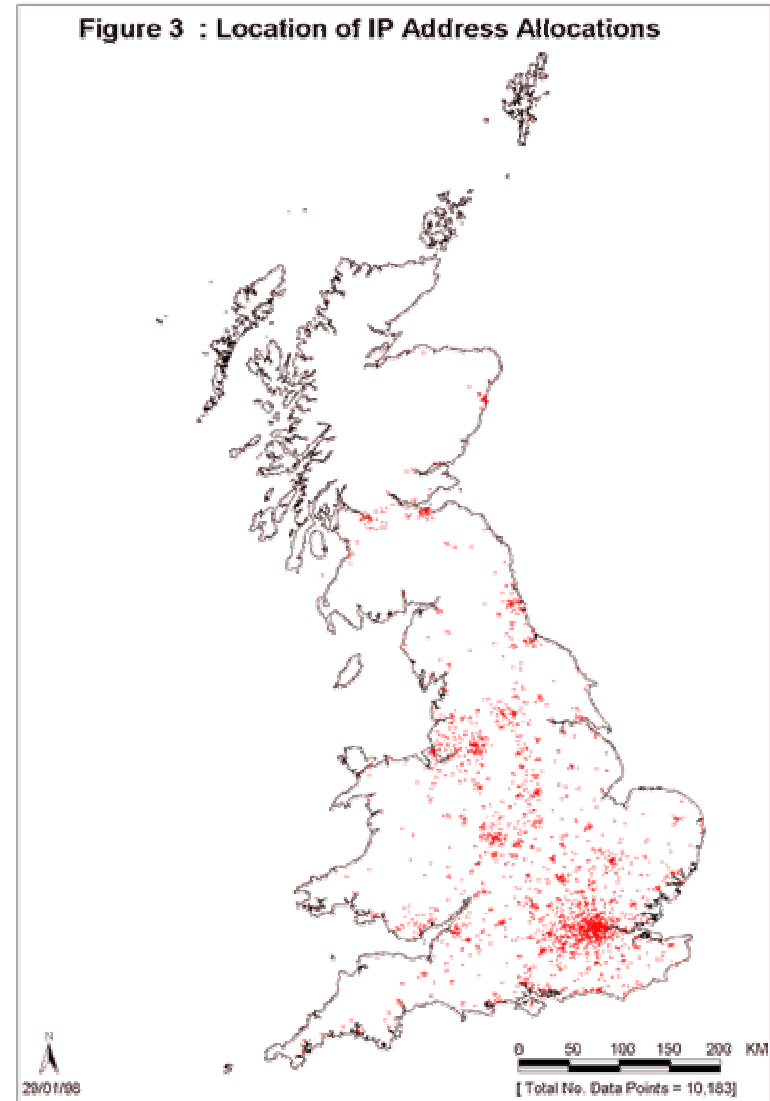 Figure 3 : Location of IP Address Allocations
N
0 50 100 150 200 KM
29/01/98
[ Total No. Data Points = 10,183]